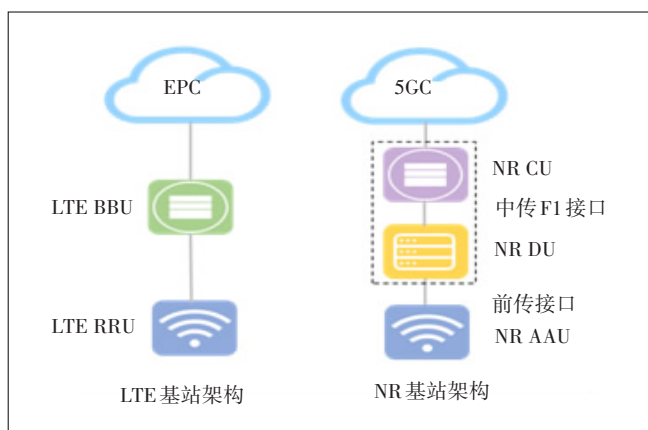 EPC
LTE BBU
LTE RRU
LTE基站架构
5GC
NR CU
中传F1接口
NR DU
前传接口
NR AAU
NR基站架构